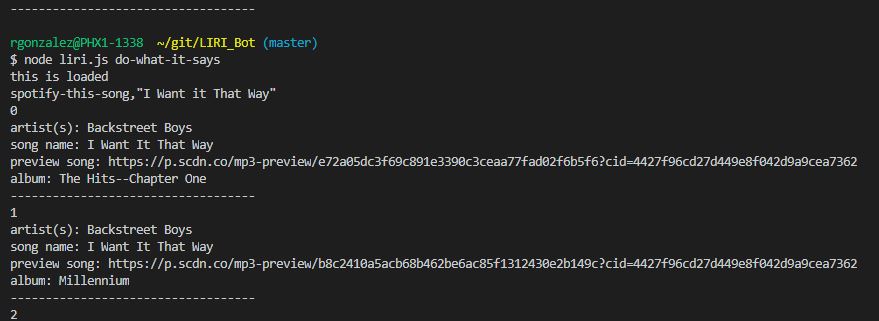 -----------------------------------
rgonzalez@PHX1-1338 ~/git/LIRI_Bot (master)
$ node liri.js do-what-it-says
this is loaded
spotify-this-song,"I Want it That Way"
0
artist(s): Backstreet Boys
song name: I Want It That Way
preview song: https://p.scdn.co/mp3-preview/e72a05dc3f69c891e3390c3ceaa77fad02f6b5f6?cid=4427f96cd27d449e8f042d9a9cea7362
album: The Hits--Chapter One
-----------------------------------
1
artist(s): Backstreet Boys
song name: I Want It That Way
preview song: https://p.scdn.co/mp3-preview/b8c2410a5acb68b462be6ac85f1312430e2b149c?cid=4427f96cd27d449e8f042d9a9cea7362
album: Millennium
-----------------------------------
2